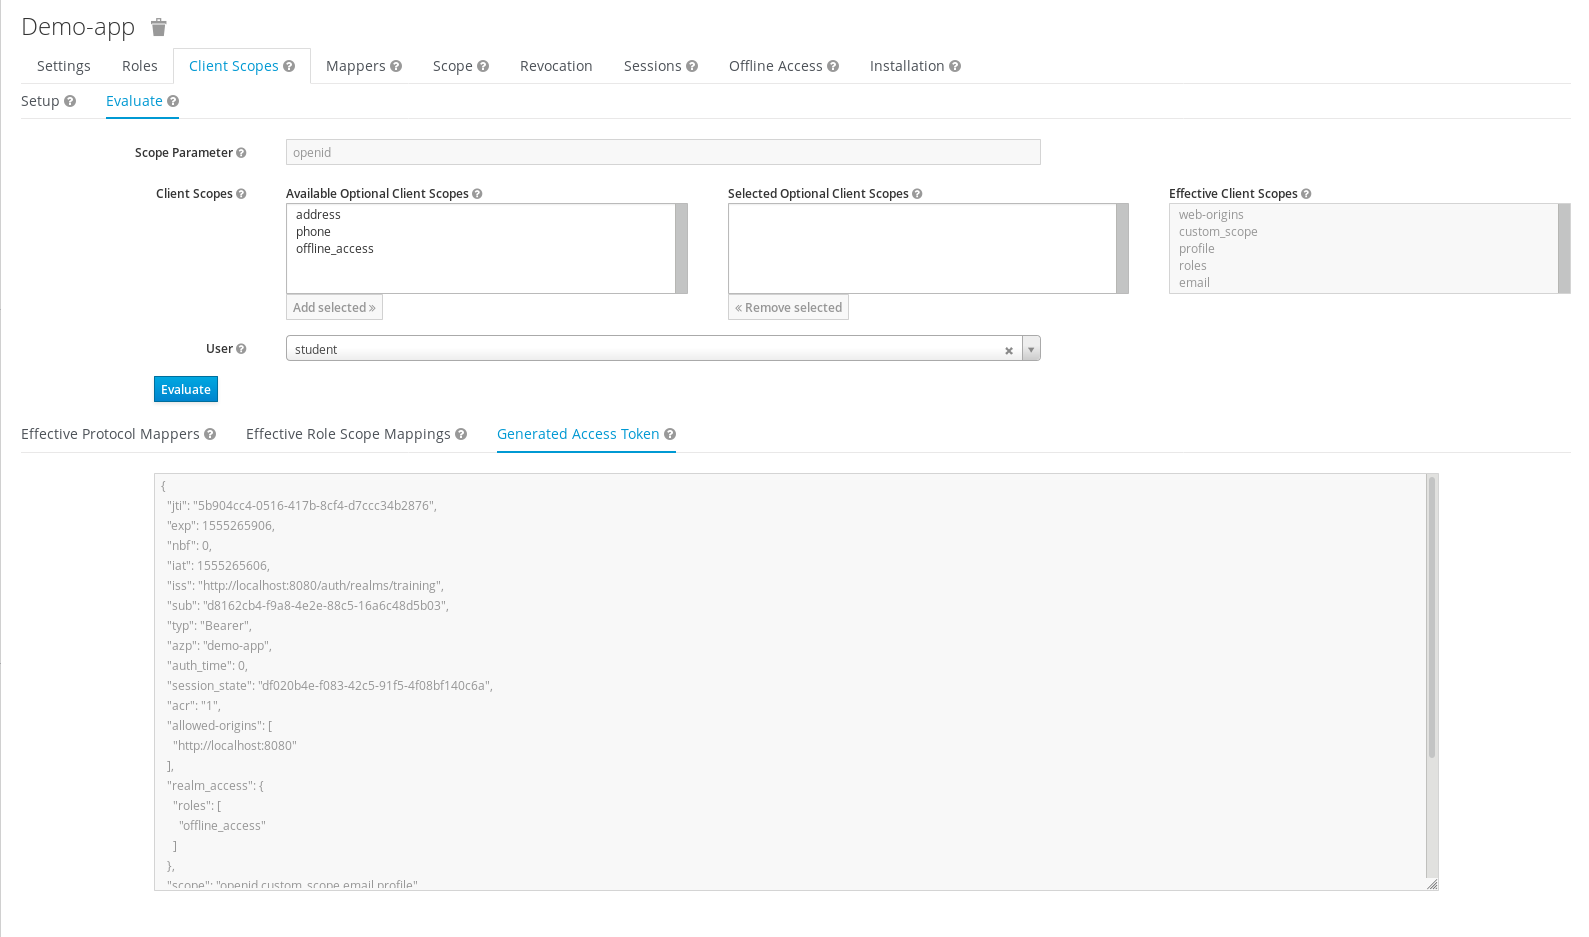 Demo-app
Settings Roles Client Scopes Mappers Scope Revocation Sessions Offline Access Installation
Setup Evaluate
Scope Parameter openid
Client Scopes Available Optional Client Scopes Selected Optional Client Scopes Effective Client Scopes
address web-origins
phone custom_scope
offline_access profile
roles
email
Add selected » « Remove selected
User student
Evaluate
Effective Protocol Mappers Effective Role Scope Mappings Generated Access Token
{
"jti": "5b904cc4-0516-417b-8cf4-d7ccc34b2876",
"exp": 1555265906,
"nbf": 0,
"iat": 1555265606,
"iss": "http://localhost:8080/auth/realms/training",
"sub": "d8162cb4-f9a8-4e2e-88c5-16a6c48d5b03",
"typ": "Bearer",
"azp": "demo-app",
"auth_time": 0,
"session_state": "df020b4e-f083-42c5-91f5-4f08bf140c6a",
"acr": "1",
"allowed-origins": [
"http://localhost:8080"
],
"realm_access": {
"roles": [
"offline_access"
]
},
"scope": "openid custom_scope email profile"